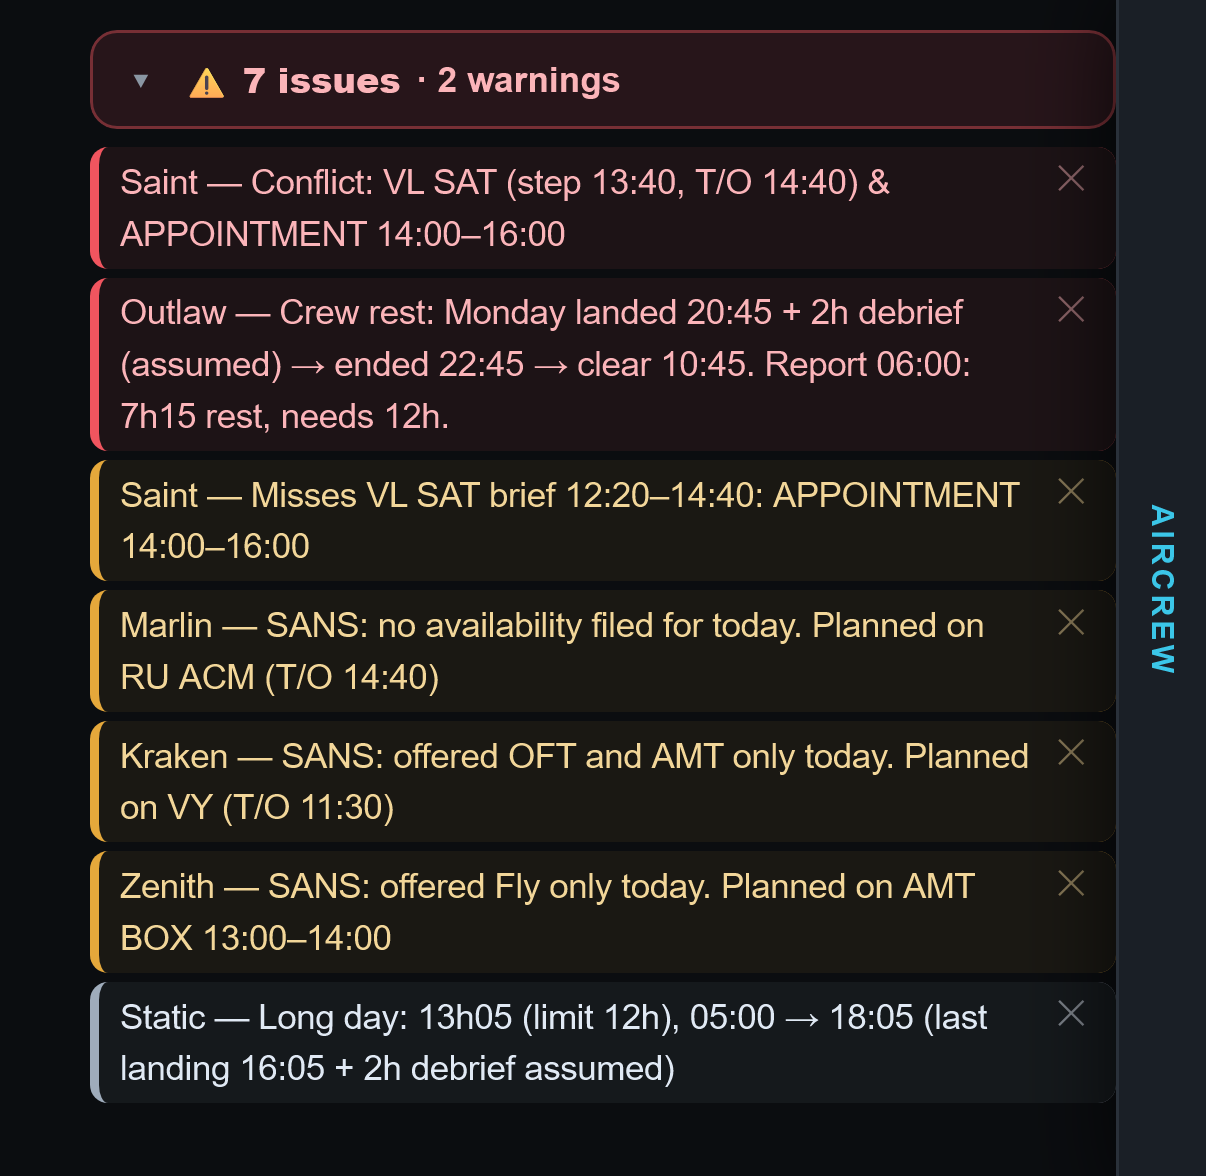 ▼ ⚠️ 7 issues · 2 warnings
Saint — Conflict: VL SAT (step 13:40, T/O 14:40) &
APPOINTMENT 14:00–16:00
Outlaw — Crew rest: Monday landed 20:45 + 2h debrief
(assumed) → ended 22:45 → clear 10:45. Report 06:00:
7h15 rest, needs 12h.
Saint — Misses VL SAT brief 12:20–14:40: APPOINTMENT
14:00–16:00
Marlin — SANS: no availability filed for today. Planned on
RU ACM (T/O 14:40)
Kraken — SANS: offered OFT and AMT only today. Planned
on VY (T/O 11:30)
Zenith — SANS: offered Fly only today. Planned on AMT
BOX 13:00–14:00
Static — Long day: 13h05 (limit 12h), 05:00 → 18:05 (last
landing 16:05 + 2h debrief assumed)
AIRCREW